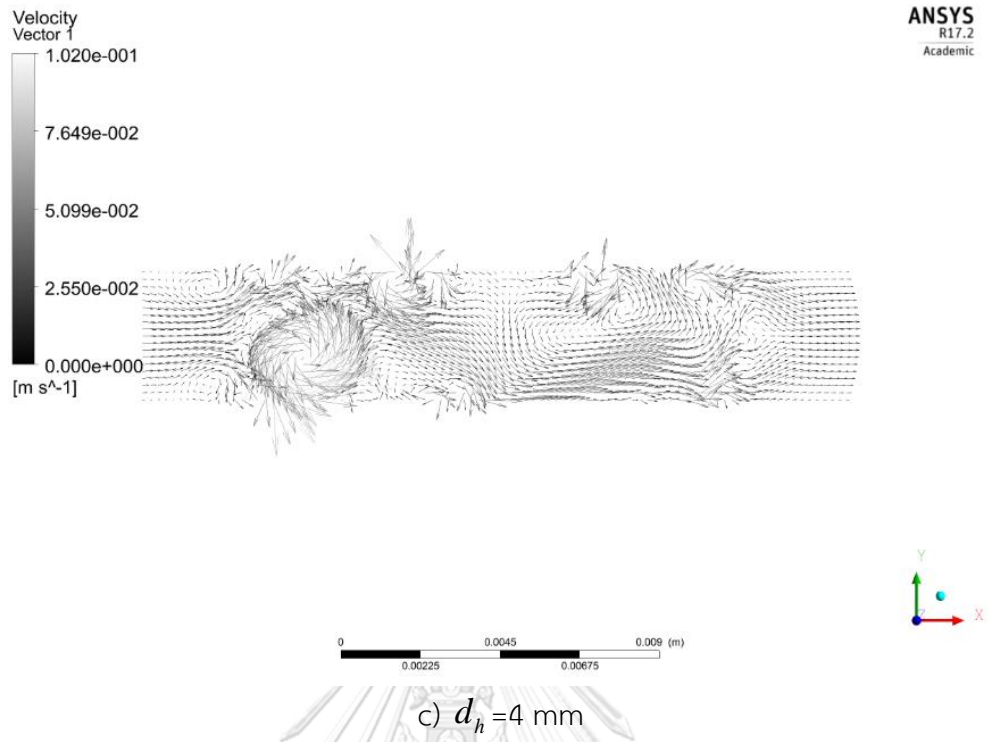 Velocity
Vector 1
1.020e-001
7.649e-002
5.099e-002
2.550e-002
0.000e+000
[m s^-1]
ANSYS
R17.2
Academic
Y
Z
X
0 0.0045 0.009 (m)
0.00225 0.00675
c) d_h =4 mm